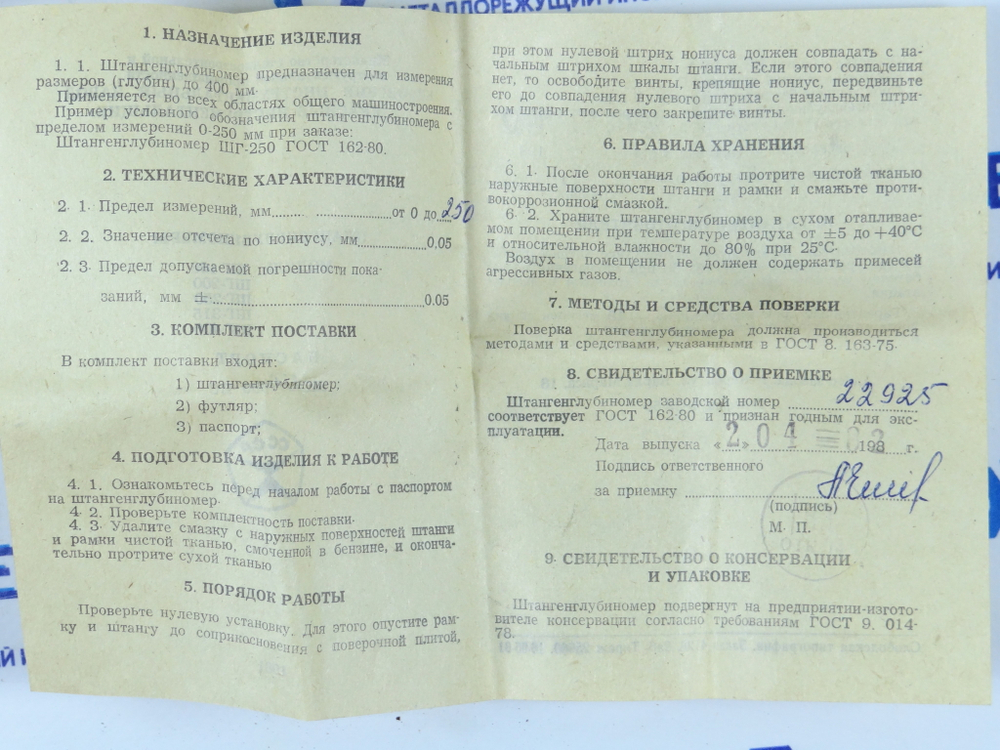 МЕТАЛЛОРЕЖУЩИЙ
1. НАЗНАЧЕНИЕ ИЗДЕЛИЯ
1. 1. Штангенглубиномер предназначен для измерения
размеров (глубин) до 400 мм.
Применяется во всех областях общего машиностроения.
Пример условного обозначения штангенглубиномера с
пределом измерений 0-250 мм при заказе:
Штангенглубиномер ШГ-250 ГОСТ 162-80.
2. ТЕХНИЧЕСКИЕ ХАРАКТЕРИСТИКИ
2. 1. Предел измерений, мм............от 0 до 250
2. 2. Значение отсчета по нониусу, мм............0,05
2. 3. Предел допускаемой погрешности пока-
заний, мм ±............0.05
3. КОМПЛЕКТ ПОСТАВКИ
В комплект поставки входят:
1) штангенглубиномер;
2) футляр;
3) паспорт;
4. ПОДГОТОВКА ИЗДЕЛИЯ К РАБОТЕ
4. 1. Ознакомьтесь перед началом работы с паспортом
на штангенглубиномер.
4. 2. Проверьте комплектность поставки.
4. 3. Удалите смазку с наружных поверхностей штанги
и рамки чистой тканью, смоченной в бензине, и оконча-
тельно протрите сухой тканью
5. ПОРЯДОК РАБОТЫ
Проверьте нулевую установку. Для этого опустите рам-
ку и штангу до соприкосновения с поверочной плитой,
при этом нулевой штрих нониуса должен совпадать с на-
чальным штрихом шкалы штанги. Если этого совпадения
нет, то освободите винты, крепящие нониус, передвиньте
его до совпадения нулевого штриха с начальным штри-
хом штанги, после чего закрепите винты.
6. ПРАВИЛА ХРАНЕНИЯ
6. 1. После окончания работы протрите чистой тканью
наружные поверхности штанги и рамки и смажьте проти-
вокоррозионной смазкой.
6 2. Храните штангенглубиномер в сухом отапливае-
мом помещении при температуре воздуха от ±5 до +40°С
и относительной влажности до 80% при 25°С.
Воздух в помещении не должен содержать примесей
агрессивных газов.
7. МЕТОДЫ И СРЕДСТВА ПОВЕРКИ
Поверка штангенглубиномера должна производиться
методами и средствами, указанными в ГОСТ 8. 163-75.
8. СВИДЕТЕЛЬСТВО О ПРИЕМКЕ
Штангенглубиномер заводской номер 22925
соответствует ГОСТ 162-80 и признан годным для экс-
плуатации.
Дата выпуска «2» 04 198 г.
Подпись ответственного
за приемку
(подпись)
М. П.
9. СВИДЕТЕЛЬСТВО О КОНСЕРВАЦИИ
И УПАКОВКЕ
Штангенглубиномер подвергнут на предприятии-изгото-
вителе консервации согласно требованиям ГОСТ 9. 014-
78.